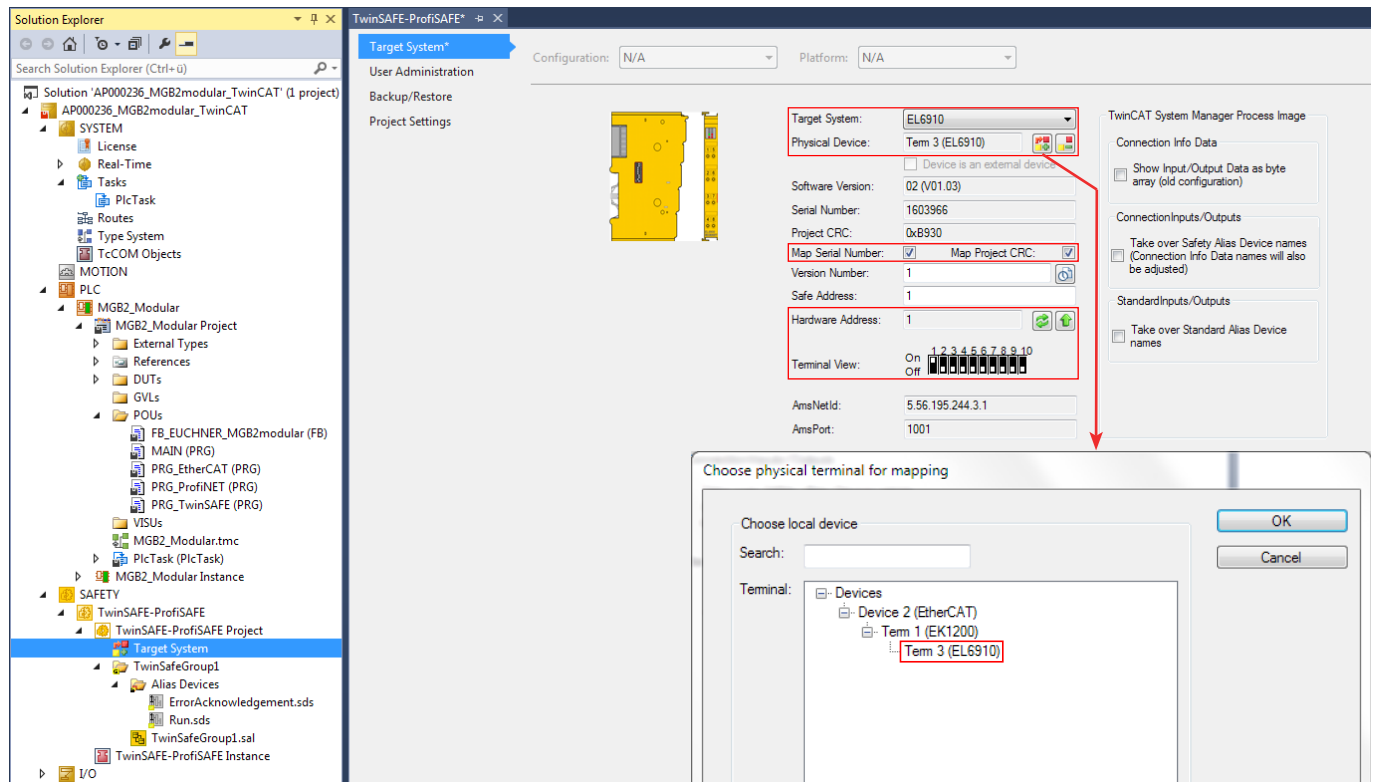 Solution Explorer
Search Solution Explorer (Ctrl+ü)
Solution 'AP000236_MGB2modular_TwinCAT' (1 project)
AP000236_MGB2modular_TwinCAT
SYSTEM
License
Real-Time
Tasks
PlcTask
Routes
Type System
TcCOM Objects
MOTION
PLC
MGB2_Modular
MGB2_Modular Project
External Types
References
DUTs
GVLs
POUs
FB_EUCHNER_MGB2modular (FB)
MAIN (PRG)
PRG_EtherCAT (PRG)
PRG_ProfiNET (PRG)
PRG_TwinSAFE (PRG)
VISUs
MGB2_Modular.tmc
PlcTask (PlcTask)
MGB2_Modular Instance
SAFETY
TwinSAFE-ProfiSAFE
TwinSAFE-ProfiSAFE Project
Target System
TwinSafeGroup1
Alias Devices
ErrorAcknowledgement.sds
Run.sds
TwinSafeGroup1.sal
TwinSAFE-ProfiSAFE Instance
I/O
TwinSAFE-ProfiSAFE*
Target System*
User Administration
Backup/Restore
Project Settings
Configuration: N/A Platform: N/A
Target System: EL6910
Physical Device: Term 3 (EL6910)
Device is an external device
Software Version: 02 (V01.03)
Serial Number: 1603966
Project CRC: 0xB930
Map Serial Number: Map Project CRC:
Version Number: 1
Safe Address: 1
Hardware Address: 1
1 2 3 4 5 6 7 8 9 10
Terminal View: On
Off
AmsNetId: 5.56.195.244.3.1
AmsPort: 1001
TwinCAT System Manager Process Image
Connection Info Data
Show Input/Output Data as byte
array (old configuration)
ConnectionInputs/Outputs
Take over Safety Alias Device names
(Connection Info Data names will also
be adjusted)
StandardInputs/Outputs
Take over Standard Alias Device
names
Choose physical terminal for mapping
Choose local device
Search:
Terminal:
Devices
Device 2 (EtherCAT)
Term 1 (EK1200)
Term 3 (EL6910)
OK
Cancel